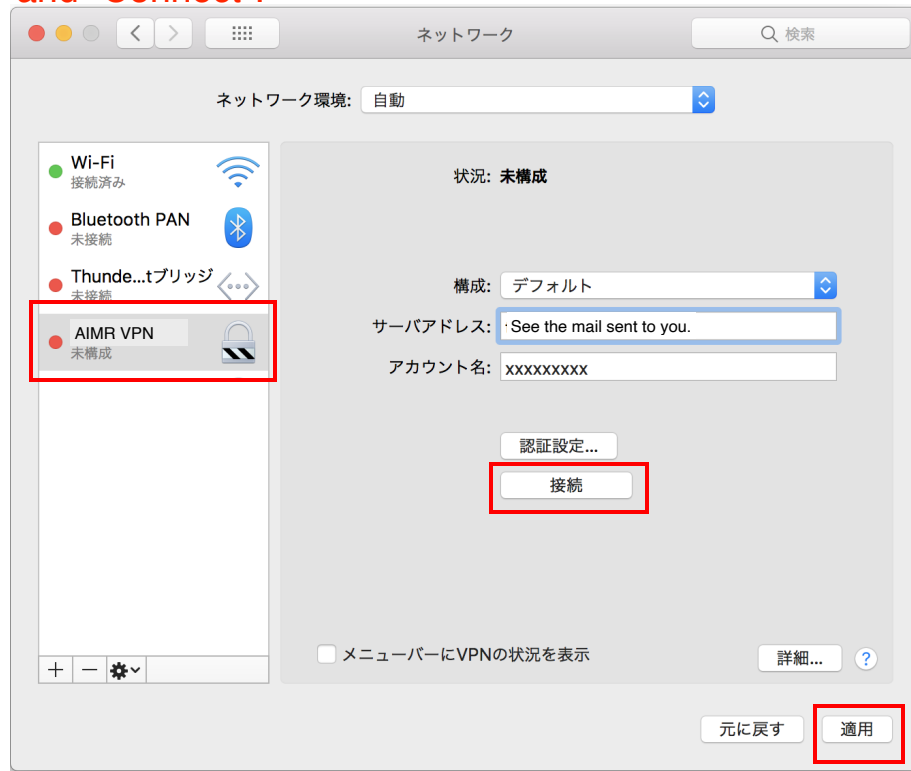 and "Connect".
ネットワーク
検索
ネットワーク環境: 自動
Wi-Fi
接続済み
Bluetooth PAN
未接続
Thunde...tブリッジ
未接続
AIMR VPN
未構成
状況: 未構成
構成: デフォルト
サーバアドレス: See the mail sent to you.
アカウント名: xxxxxxxxx
認証設定...
接続
メニューバーにVPNの状況を表示
詳細...
?
元に戻す
適用